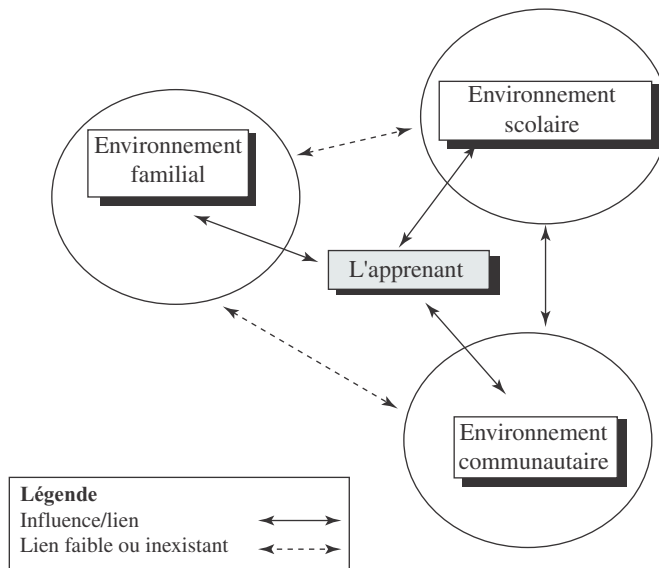 Environnement
scolaire
Environnement
familial
L'apprenant
Environnement
communautaire
Légende
Influence/lien
Lien faible ou inexistant